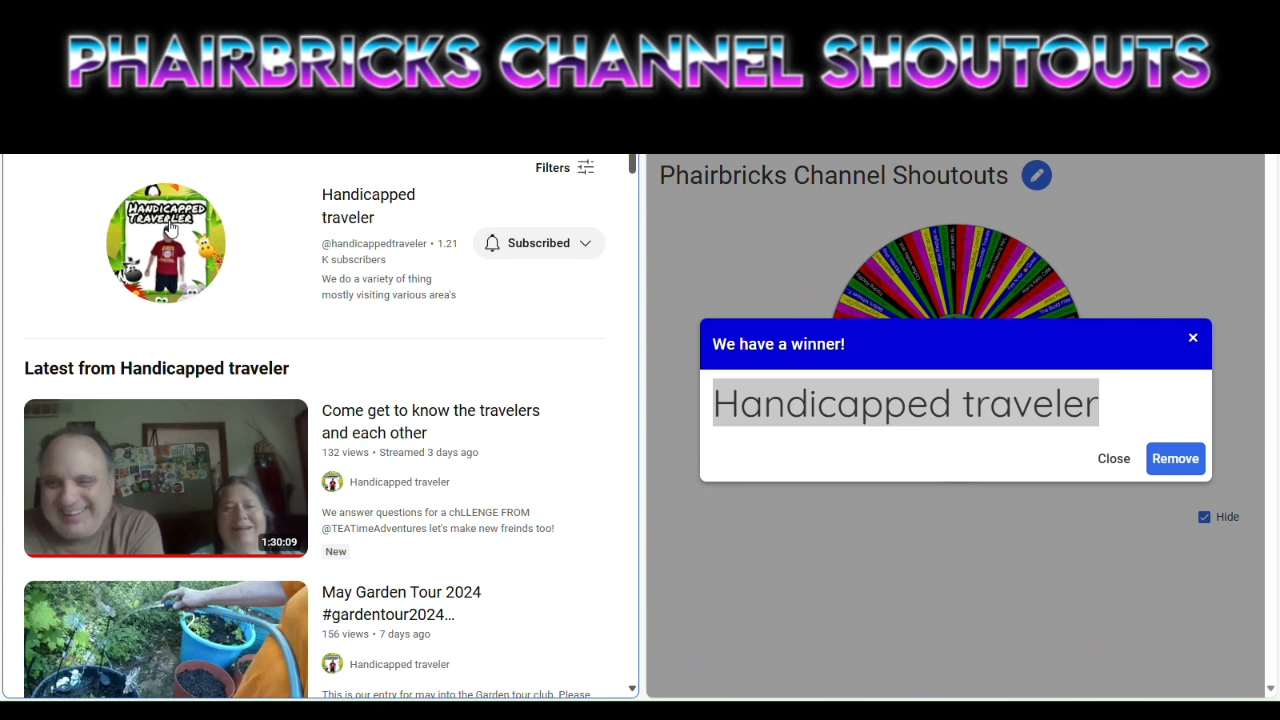 PHAIRBRICKS CHANNEL SHOUTOUTS
Filters
HANDICAPPED
TRAVERLER
Handicapped
traveler
@handicappedtraveler • 1.21
K subscribers
We do a variety of thing
mostly visiting various area's
Subscribed
Latest from Handicapped traveler
1:30:09
Come get to know the travelers
and each other
132 views • Streamed 3 days ago
Handicapped traveler
We answer questions for a chLLENGE FROM
@TEATimeAdventures let's make new freinds too!
New
May Garden Tour 2024
#gardentour2024...
156 views • 7 days ago
Handicapped traveler
This is our entry for may into the Garden tour club. Please
Phairbricks Channel Shoutouts
We have a winner!
×
Handicapped traveler
Close
Remove
Hide